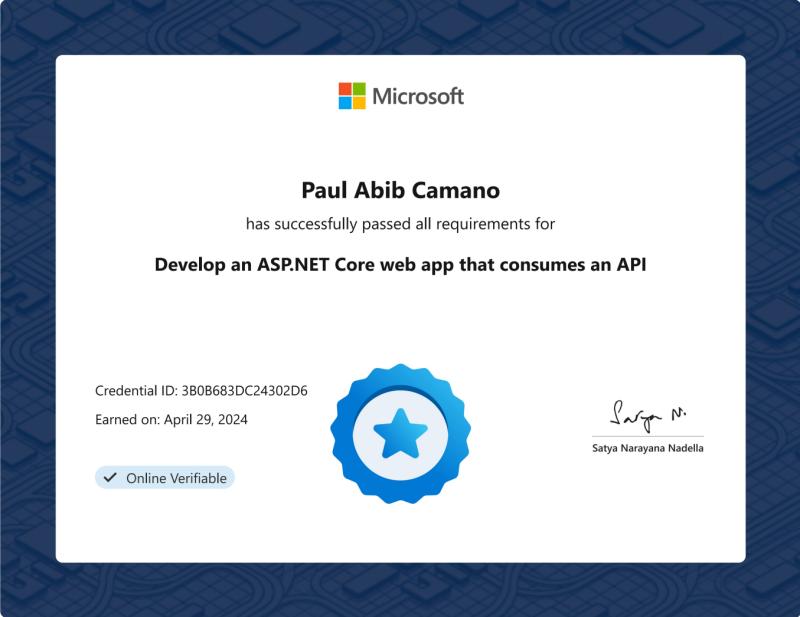 Microsoft
Paul Abib Camano
has successfully passed all requirements for
Develop an ASP.NET Core web app that consumes an API
Credential ID: 3B0B683DC24302D6
Earned on: April 29, 2024
Satya N.
Satya Narayana Nadella
Online Verifiable